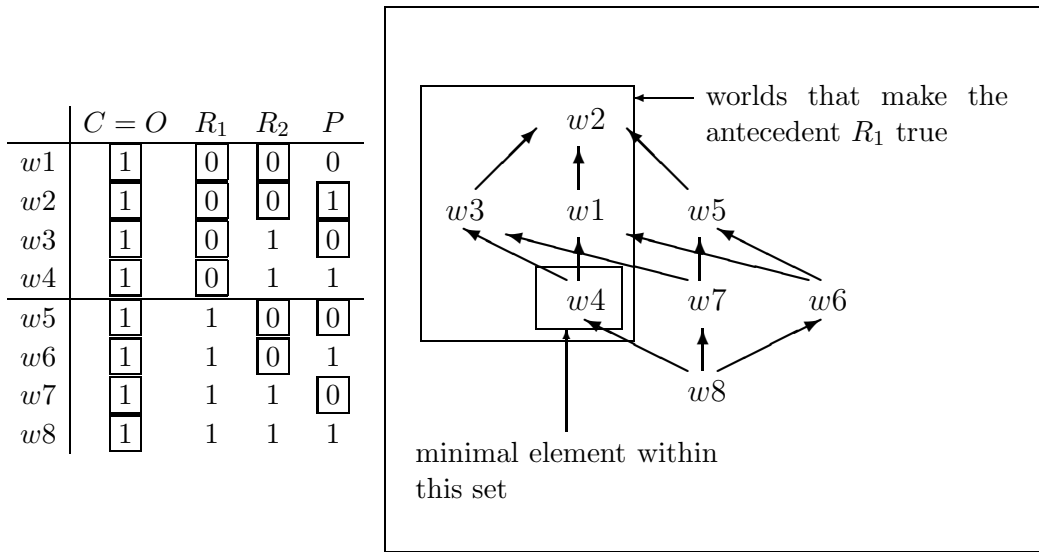 C = O R1 R2 P
w1 1 0 0 0
w2 1 0 0 1
w3 1 0 1 0
w4 1 0 1 1
w5 1 1 0 0
w6 1 1 0 1
w7 1 1 1 0
w8 1 1 1 1
worlds that make the
antecedent R1 true
w2
w3 w1 w5
w4 w7 w6
w8
minimal element within
this set